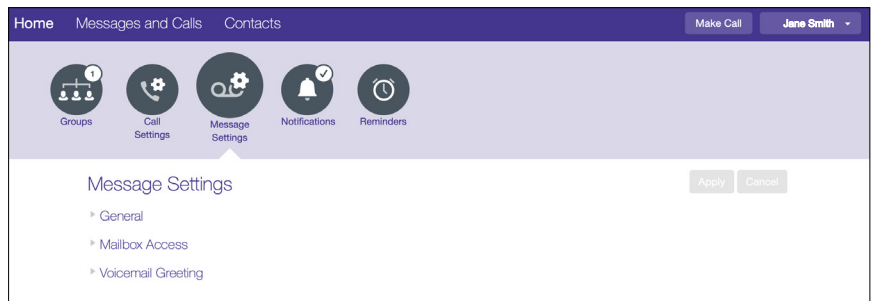 Home Messages and Calls Contacts Make Call Jane Smith
1
Groups
Call
Settings
Message
Settings
Notifications
Reminders
Message Settings Apply Cancel
General
Mailbox Access
Voicemail Greeting